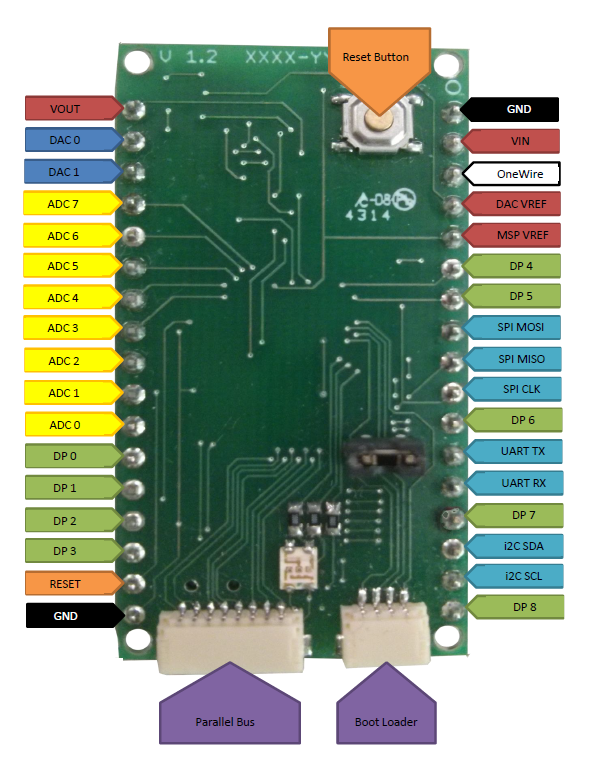 V 1.2 XXXX-Y
Reset Button
VOUT
DAC 0
DAC 1
ADC 7
ADC 6
ADC 5
ADC 4
ADC 3
ADC 2
ADC 1
ADC 0
DP 0
DP 1
DP 2
DP 3
RESET
GND
GND
VIN
OneWire
DAC VREF
MSP VREF
DP 4
DP 5
SPI MOSI
SPI MISO
SPI CLK
DP 6
UART TX
UART RX
DP 7
i2C SDA
i2C SCL
DP 8
4314
Parallel Bus
Boot Loader